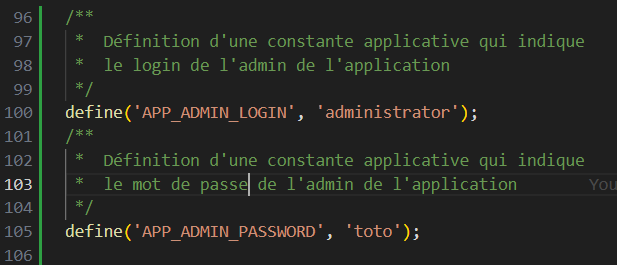 96 /**
97 * Définition d'une constante applicative qui indique
98 * le login de l'admin de l'application
99 */
100 define('APP_ADMIN_LOGIN', 'administrator');
101 /**
102 * Définition d'une constante applicative qui indique
103 * le mot de passe de l'admin de l'application You
104 */
105 define('APP_ADMIN_PASSWORD', 'toto');
106